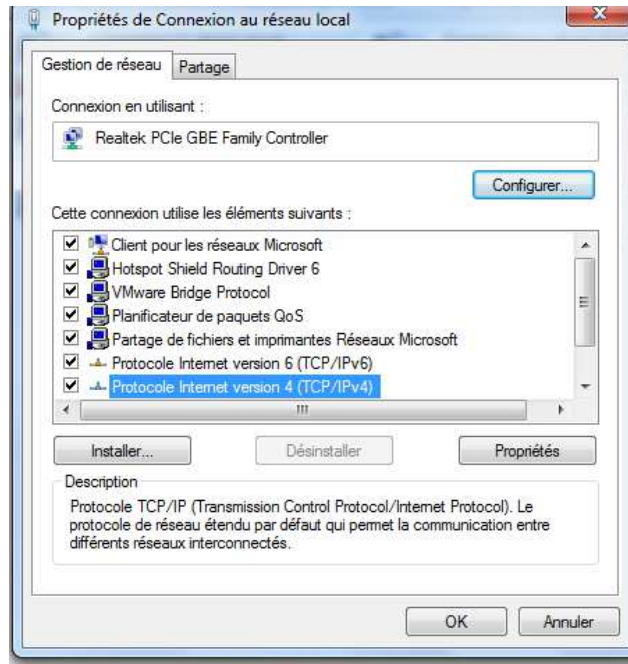 Propriétés de Connexion au réseau local
Gestion de réseau
Partage
Connexion en utilisant :
Realtek PCIe GBE Family Controller
Configurer...
Cette connexion utilise les éléments suivants :
Client pour les réseaux Microsoft
Hotspot Shield Routing Driver 6
VMware Bridge Protocol
Planificateur de paquets QoS
Partage de fichiers et imprimantes Réseaux Microsoft
Protocole Internet version 6 (TCP/IPv6)
Protocole Internet version 4 (TCP/IPv4)
Installer...
Désinstaller
Propriétés
Description
Protocole TCP/IP (Transmission Control Protocol/Internet Protocol). Le
protocole de réseau étendu par défaut qui permet la communication entre
différents réseaux interconnectés.
OK
Annuler